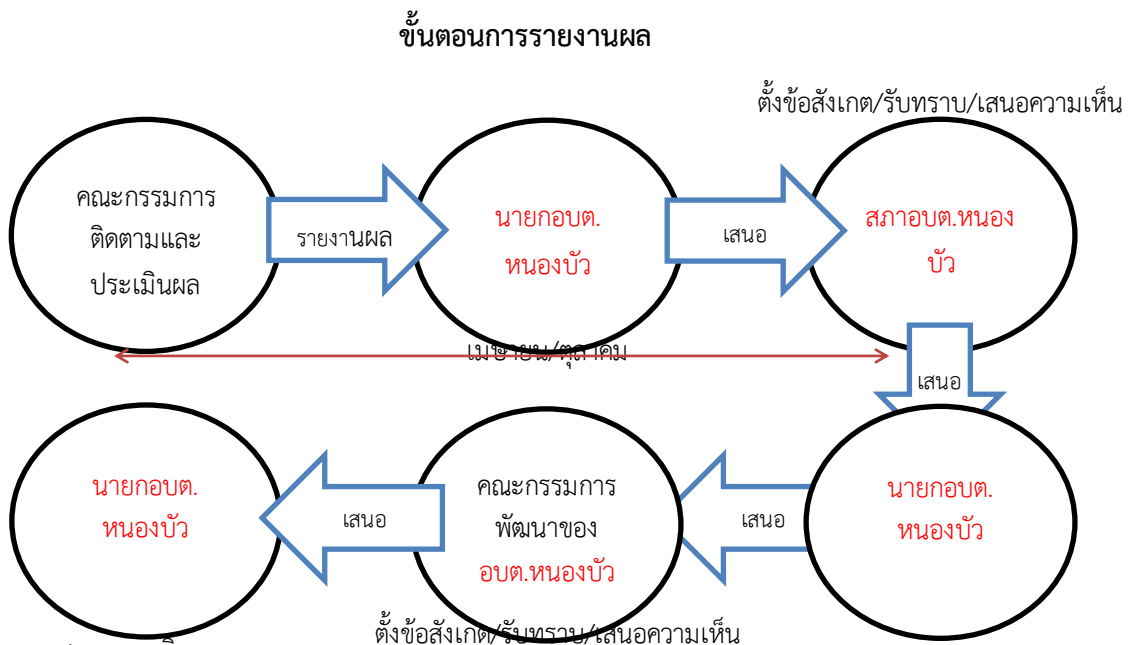 ขั้นตอนการรายงานผล
ตั้งข้อสังเกต/รับทราบ/เสนอความเห็น
คณะกรรมการ
ติดตามและ
ประเมินผล
รายงานผล
นายกอบต.
หนองบัว
เสนอ
สภาอบต.หนอง
บัว
เมษายน/ตุลาคม
เสนอ
นายกอบต.
หนองบัว
เสนอ
คณะกรรมการ
พัฒนาของ
อบต.หนองบัว
เสนอ
นายกอบต.
หนองบัว
ตั้งข้อสังเกต/รับทราบ/เสนอความเห็น